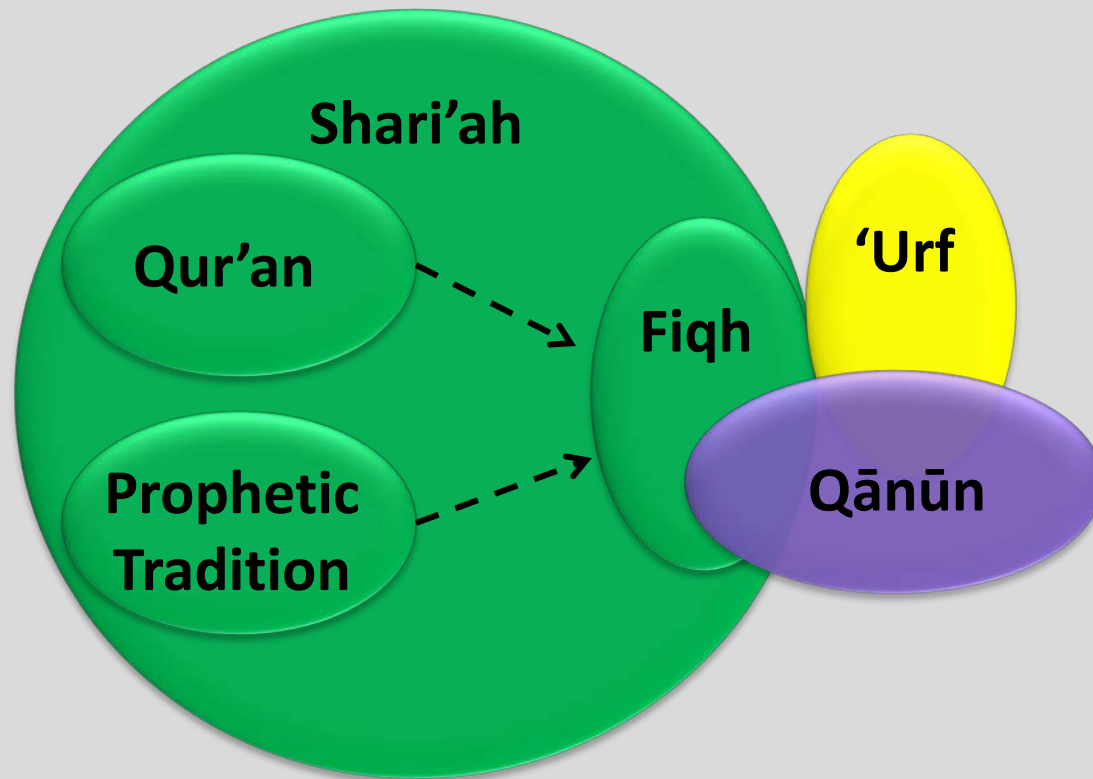 Shari’ah
Qur’an
Prophetic
Tradition
Fiqh
‘Urf
Qānūn